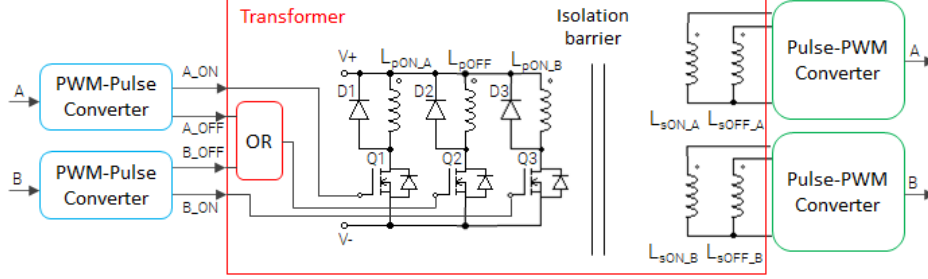 Transformer
Isolation
barrier
V+
LpON_A
LpOFF
LpON_B
A
PWM-Pulse
Converter
A_ON
A_OFF
OR
B_OFF
B
PWM-Pulse
Converter
B_ON
D1
D2
D3
Q1
Q2
Q3
V-
LsON_A
LsOFF_A
Pulse-PWM
Converter
A
LsON_B
LsOFF_B
Pulse-PWM
Converter
B